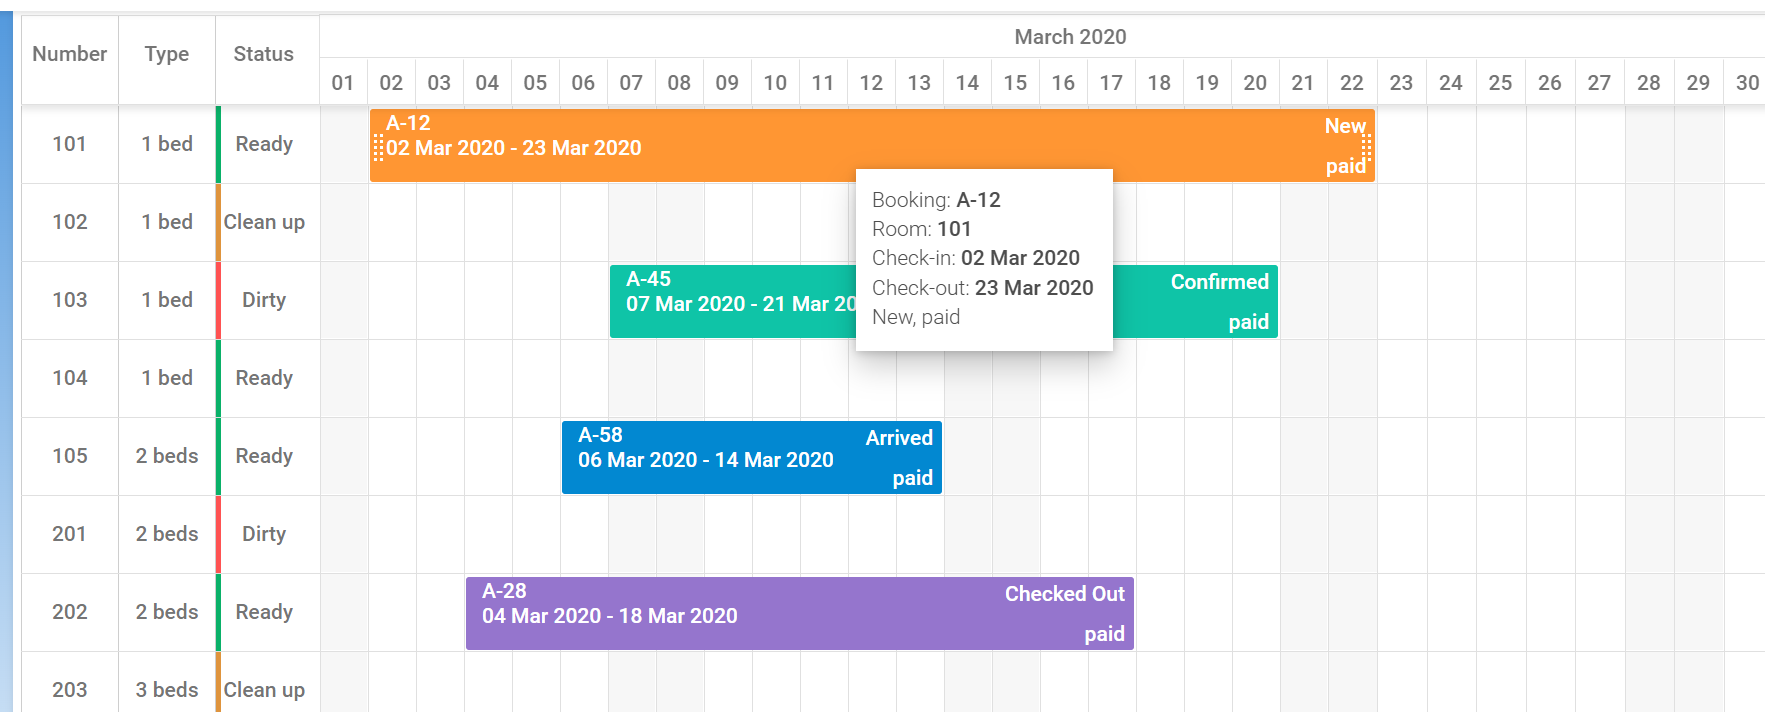 March 2020
Number Type Status
01 02 03 04 05 06 07 08 09 10 11 12 13 14 15 16 17 18 19 20 21 22 23 24 25 26 27 28 29 30
101 1 bed Ready
A-12
02 Mar 2020 - 23 Mar 2020
New
paid
Booking: A-12
Room: 101
Check-in: 02 Mar 2020
Check-out: 23 Mar 2020
New, paid
102 1 bed Clean up
103 1 bed Dirty
A-45
07 Mar 2020 - 21 Mar 20
Confirmed
paid
104 1 bed Ready
105 2 beds Ready
A-58
06 Mar 2020 - 14 Mar 2020
Arrived
paid
201 2 beds Dirty
202 2 beds Ready
A-28
04 Mar 2020 - 18 Mar 2020
Checked Out
paid
203 3 beds Clean up